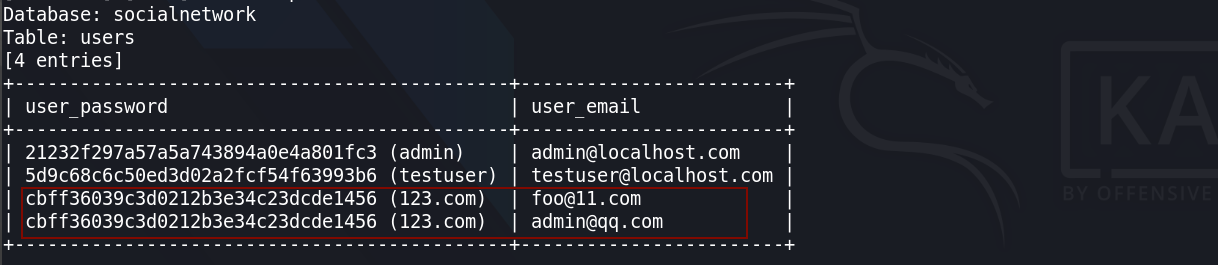 Database: socialnetwork
Table: users
[4 entries]
+---------------------------------------------+------------------------+
| user_password | user_email |
+---------------------------------------------+------------------------+
| 21232f297a57a5a743894a0e4a801fc3 (admin) | admin@localhost.com |
| 5d9c68c6c50ed3d02a2fcf54f63993b6 (testuser) | testuser@localhost.com |
| cbff36039c3d0212b3e34c23dcde1456 (123.com) | foo@11.com |
| cbff36039c3d0212b3e34c23dcde1456 (123.com) | admin@qq.com |
+---------------------------------------------+------------------------+
KA
BY OFFENSIVE